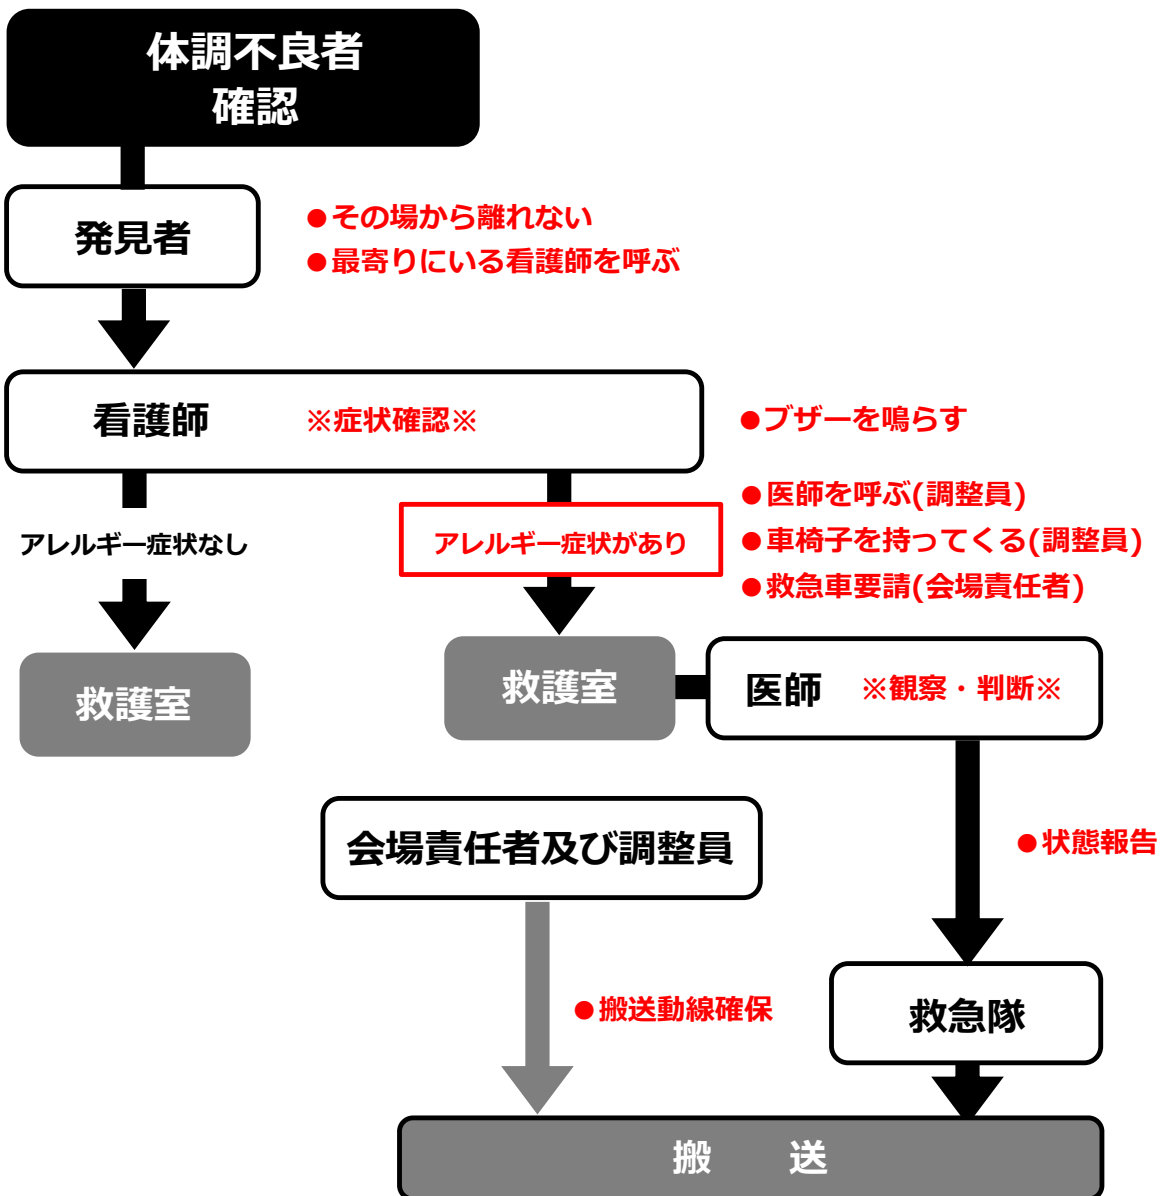 体調不良者
確認
発見者
●その場から離れない
●最寄りにいる看護師を呼ぶ
看護師 ※症状確認※
●ブザーを鳴らす
●医師を呼ぶ(調整員)
●車椅子を持ってくる(調整員)
●救急車要請(会場責任者)
アレルギー症状なし
アレルギー症状があり
救護室
救護室
医師 ※観察・判断※
会場責任者及び調整員
●状態報告
●搬送動線確保
救急隊
搬 送